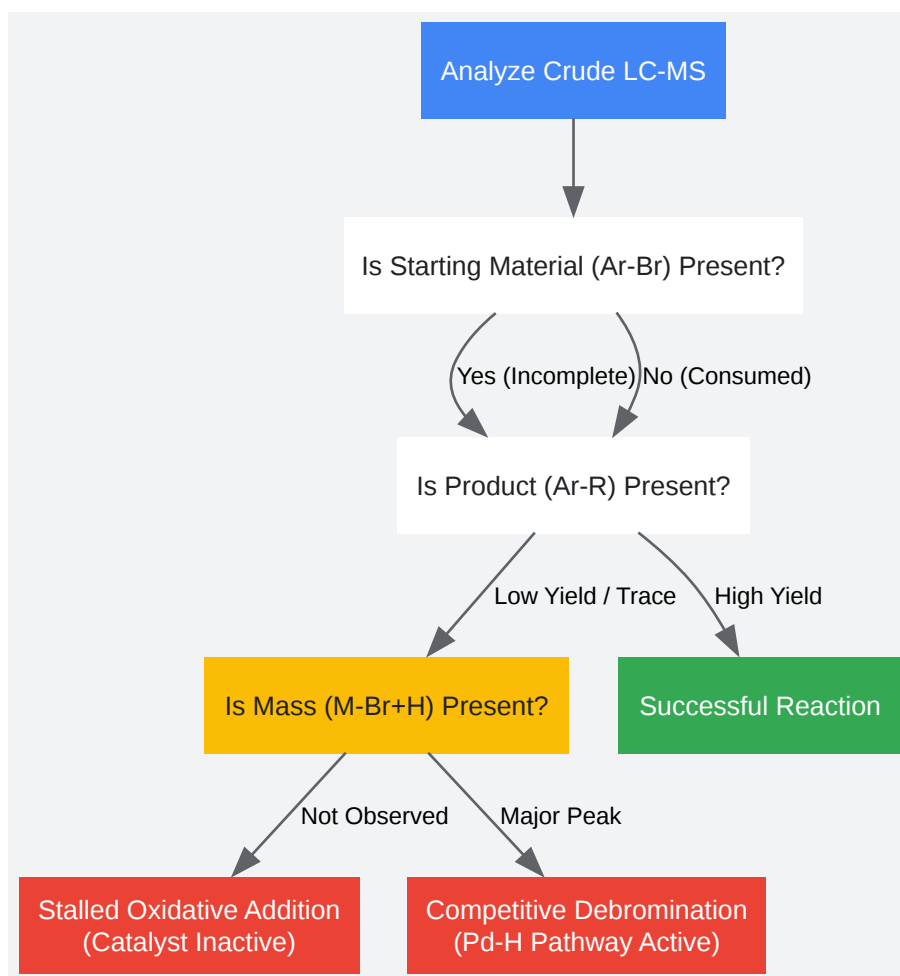 Analyze Crude LC-MS
Is Starting Material (Ar-Br) Present?
Yes (Incomplete)
No (Consumed)
Is Product (Ar-R) Present?
Low Yield / Trace
High Yield
Is Mass (M-Br+H) Present?
Successful Reaction
Not Observed
Major Peak
Stalled Oxidative Addition
(Catalyst Inactive)
Competitive Debromination
(Pd-H Pathway Active)